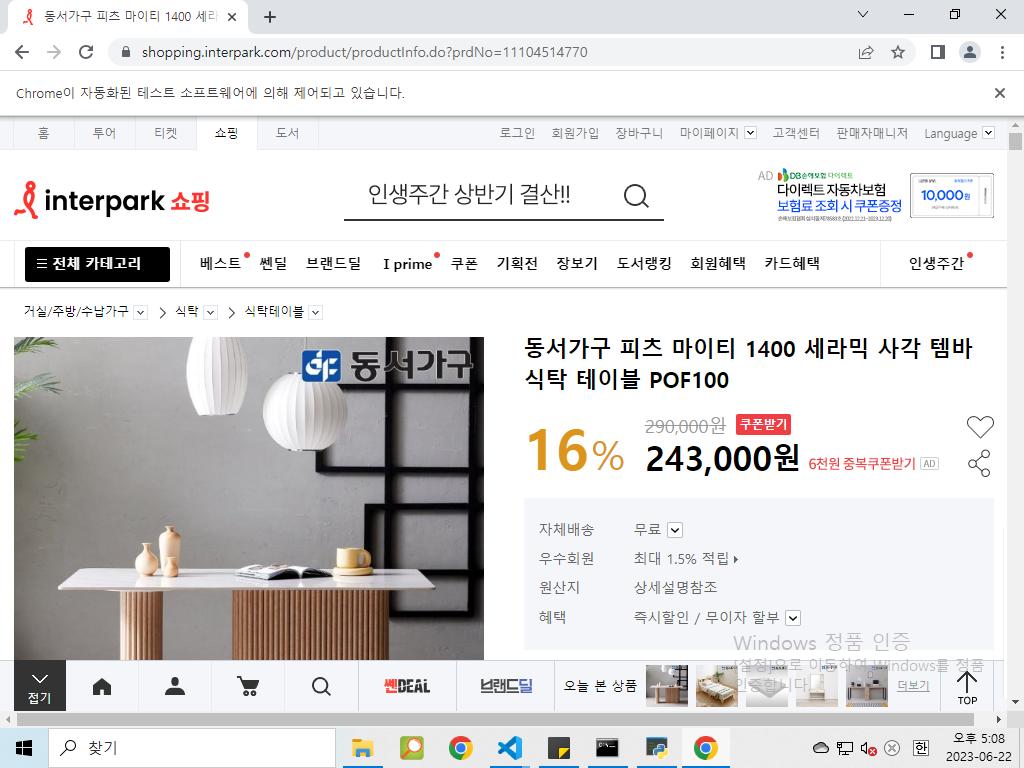 동서가구 피츠 마이티 1400 세라
shopping.interpark.com/product/productInfo.do?prdNo=11104514770
Chrome이 자동화된 테스트 소프트웨어에 의해 제어되고 있습니다.
홈 투어 티켓 쇼핑 도서 로그인 회원가입 장바구니 마이페이지 고객센터 판매자매니저 Language
interpark 쇼핑
인생주간 상반기 결산!!
AD DB손해보험 다이렉트
다이렉트 자동차보험
보험료 조회 시 쿠폰증정
10,000원
전체 카테고리 베스트 쎈딜 브랜드딜 I prime 쿠폰 기획전 장보기 도서랭킹 회원혜택 카드혜택 인생주간
거실/주방/수납가구 식탁 식탁테이블
동서가구
동서가구 피츠 마이티 1400 세라믹 사각 템바
식탁 테이블 POF100
16% 290,000원 쿠폰받기
243,000원 6천원 중복쿠폰받기 AD
자체배송 무료
우수회원 최대 1.5% 적립
원산지 상세설명참조
혜택 즉시할인 / 무이자 할부
Windows 정품 인증
[설정]으로 이동하여 Windows를 정품
인증합니다.
접기 쎈DEAL 브랜드딜 오늘 본 상품 더보기 TOP
찾기
한
오후 5:08
2023-06-22